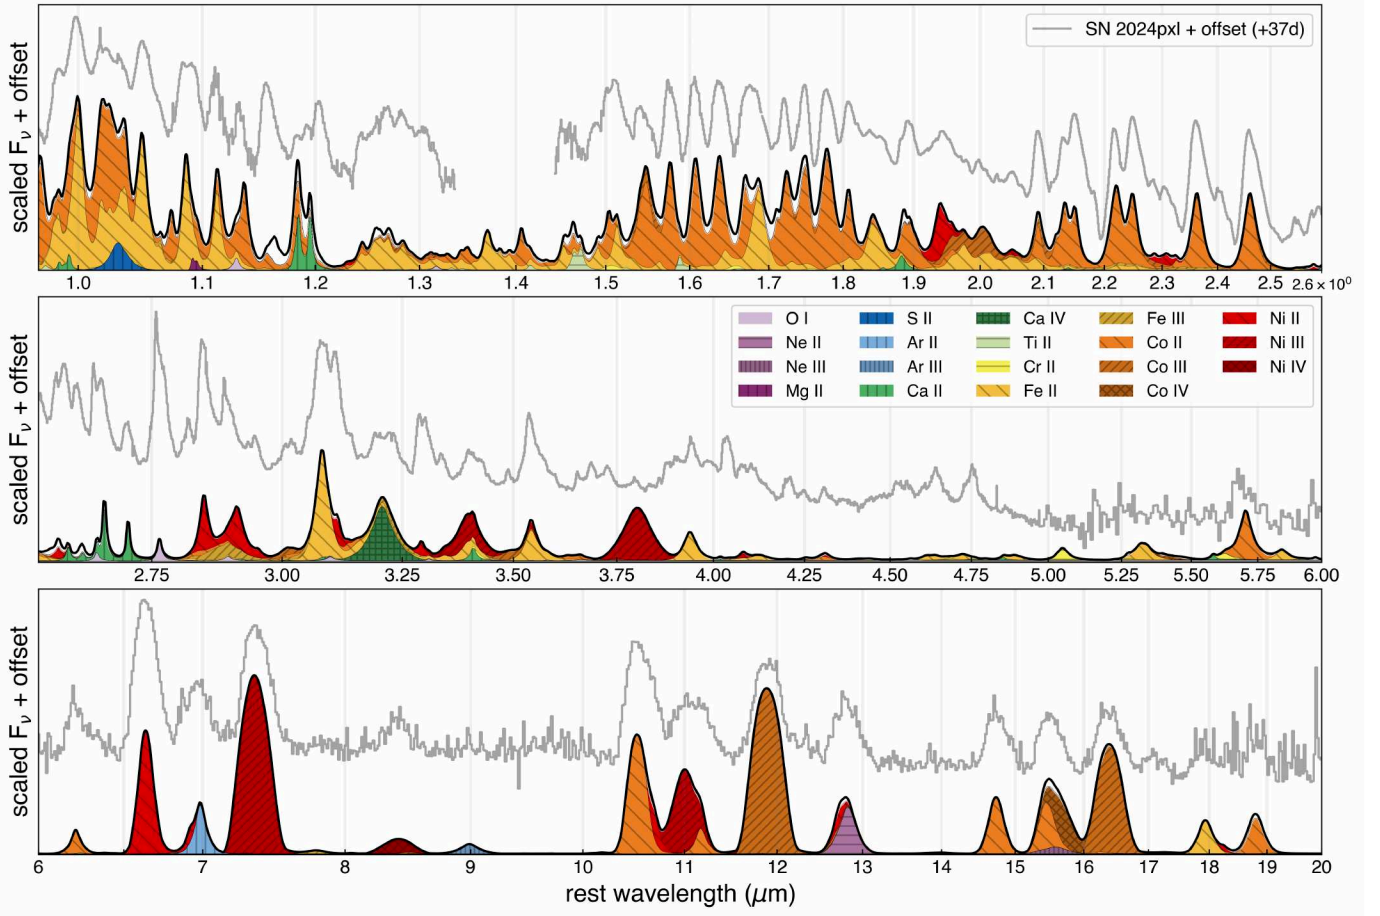 SN 2024pxl + offset (+37d)
scaled Fν + offset
1.0 1.1 1.2 1.3 1.4 1.5 1.6 1.7 1.8 1.9 2.0 2.1 2.2 2.3 2.4 2.5 2.6 × 10⁰
O I S II Ca IV Fe III Ni II
Ne II Ar II Ti II Co II Ni III
Ne III Ar III Cr II Co III Ni IV
Mg II Ca II Fe II Co IV
scaled Fν + offset
2.75 3.00 3.25 3.50 3.75 4.00 4.25 4.50 4.75 5.00 5.25 5.50 5.75 6.00
scaled Fν + offset
6 7 8 9 10 11 12 13 14 15 16 17 18 19 20
rest wavelength (μm)